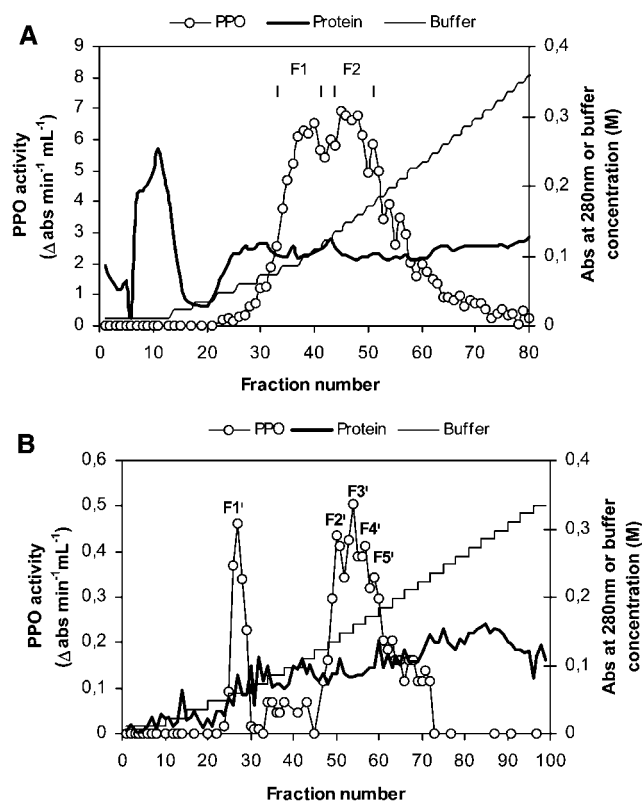 A
PPO Protein Buffer
F1 F2
PPO activity
(Δ abs min⁻¹ mL⁻¹)
9
8
7
6
5
4
3
2
1
0
0,4
0,3
0,2
0,1
0
Abs at 280nm or buffer
concentration (M)
0 10 20 30 40 50 60 70 80
Fraction number
B
PPO Protein Buffer
F1' F2' F3' F4' F5'
PPO activity
(Δ abs min⁻¹mL⁻¹)
0,6
0,5
0,4
0,3
0,2
0,1
0
0,4
0,3
0,2
0,1
0
Abs at 280nm or buffer
concentration (M)
0 10 20 30 40 50 60 70 80 90 100
Fraction number